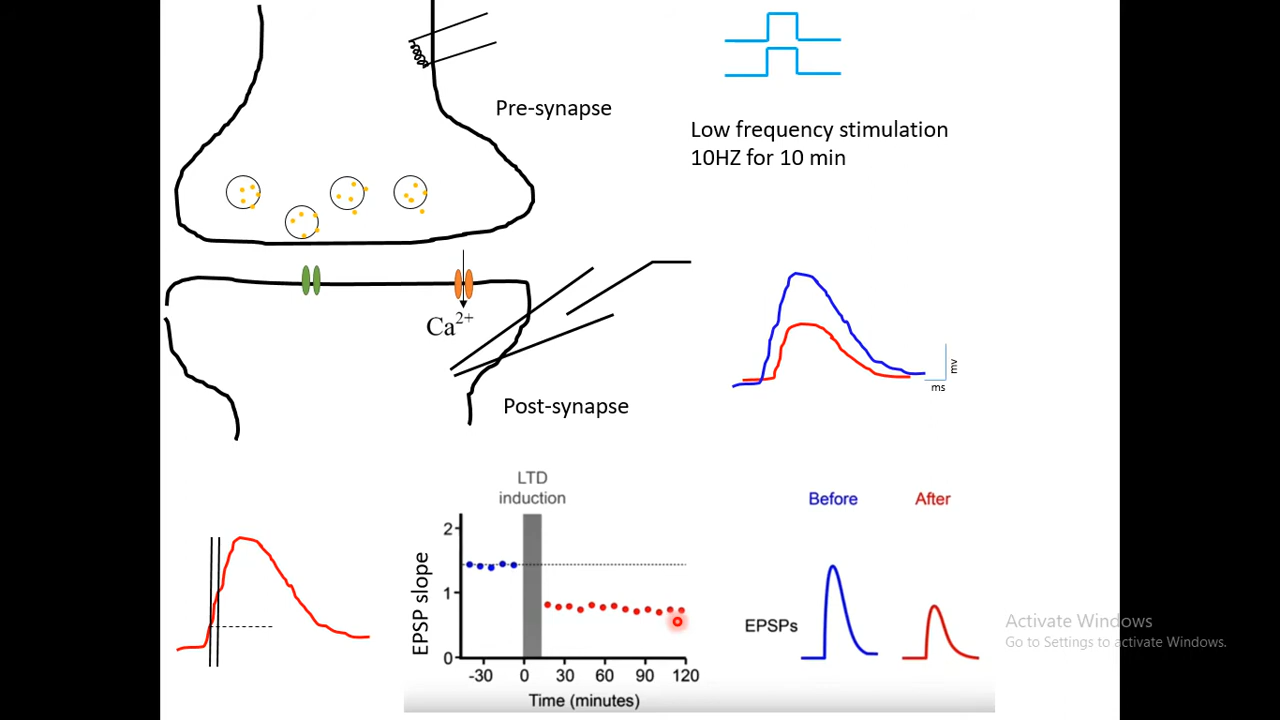 Pre-synapse
Low frequency stimulation
10HZ for 10 min
Ca²⁺
mv
ms
Post-synapse
LTD
induction
Before
After
EPSP slope
2
1
0
EPSPs
-30
0
30
60
90
120
Time (minutes)
Activate Windows
Go to Settings to activate Windows.